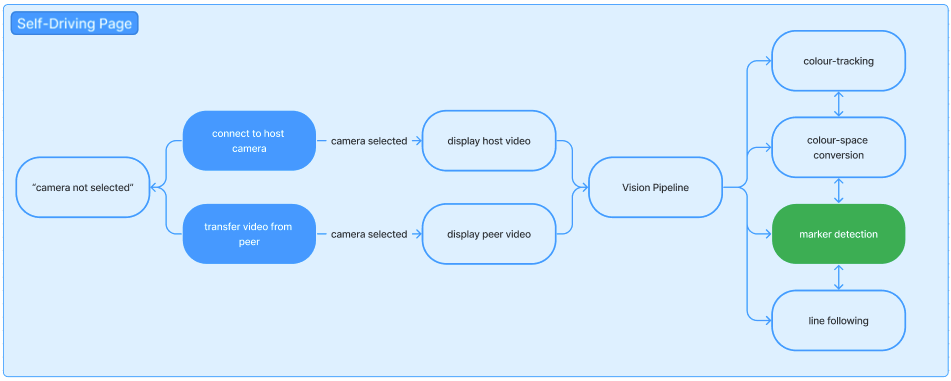 Self-Driving Page
colour-tracking
connect to host
camera
camera selected
display host video
colour-space
conversion
“camera not selected”
Vision Pipeline
transfer video from
peer
camera selected
display peer video
marker detection
line following